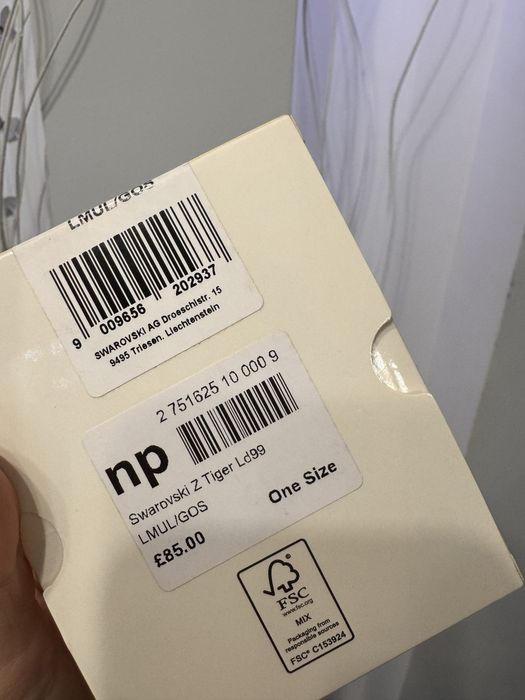 LMUL/GOS
9 009656 202937
SWAROVSKI AG Droeschistr. 15
9495 Triesen. Liechtenstein
2 751625 10 000 9
np
Swarovski Z Tiger Ld99
LMUL/GOS
One Size
£85.00
FSC
www.fsc.org
MIX
Packaging from
responsible sources
FSC® C153924